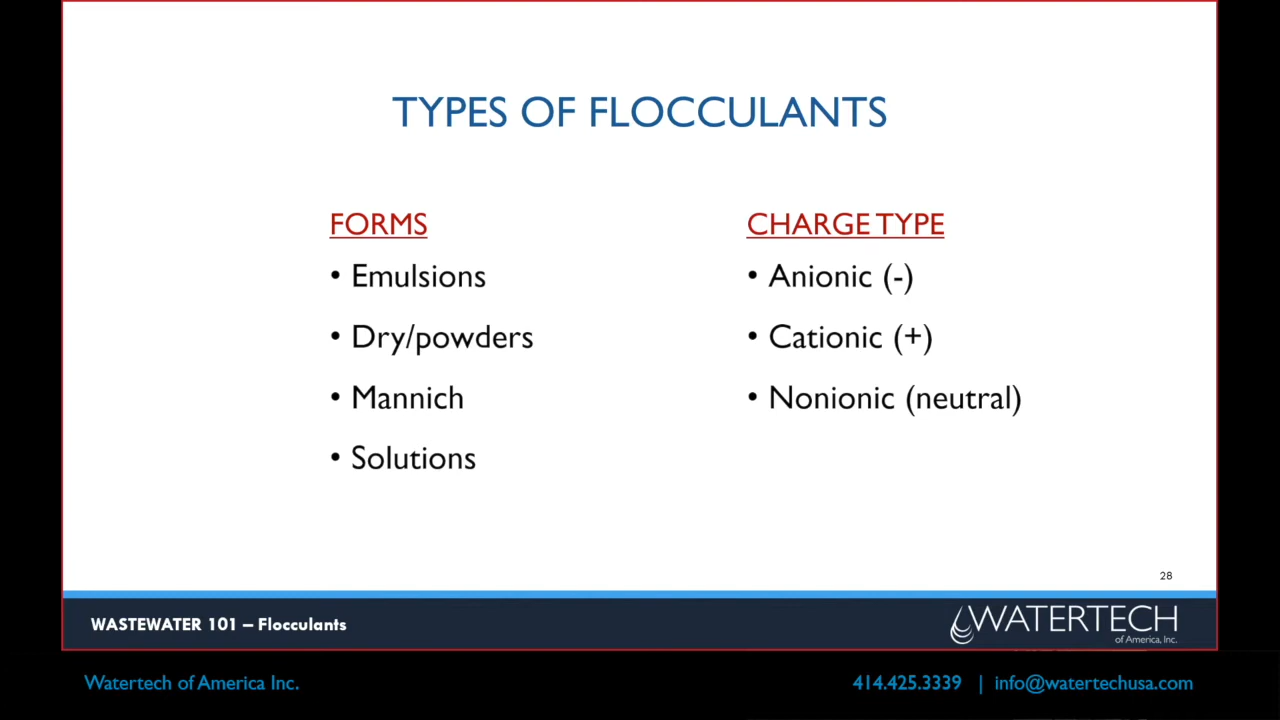 TYPES OF FLOCCULANTS
FORMS
• Emulsions
• Dry/powders
• Mannich
• Solutions
CHARGE TYPE
• Anionic (-)
• Cationic (+)
• Nonionic (neutral)
28
WASTEWATER 101 – Flocculants
WATERTECH
of America, Inc.
Watertech of America Inc.
414.425.3339 | info@watertechusa.com